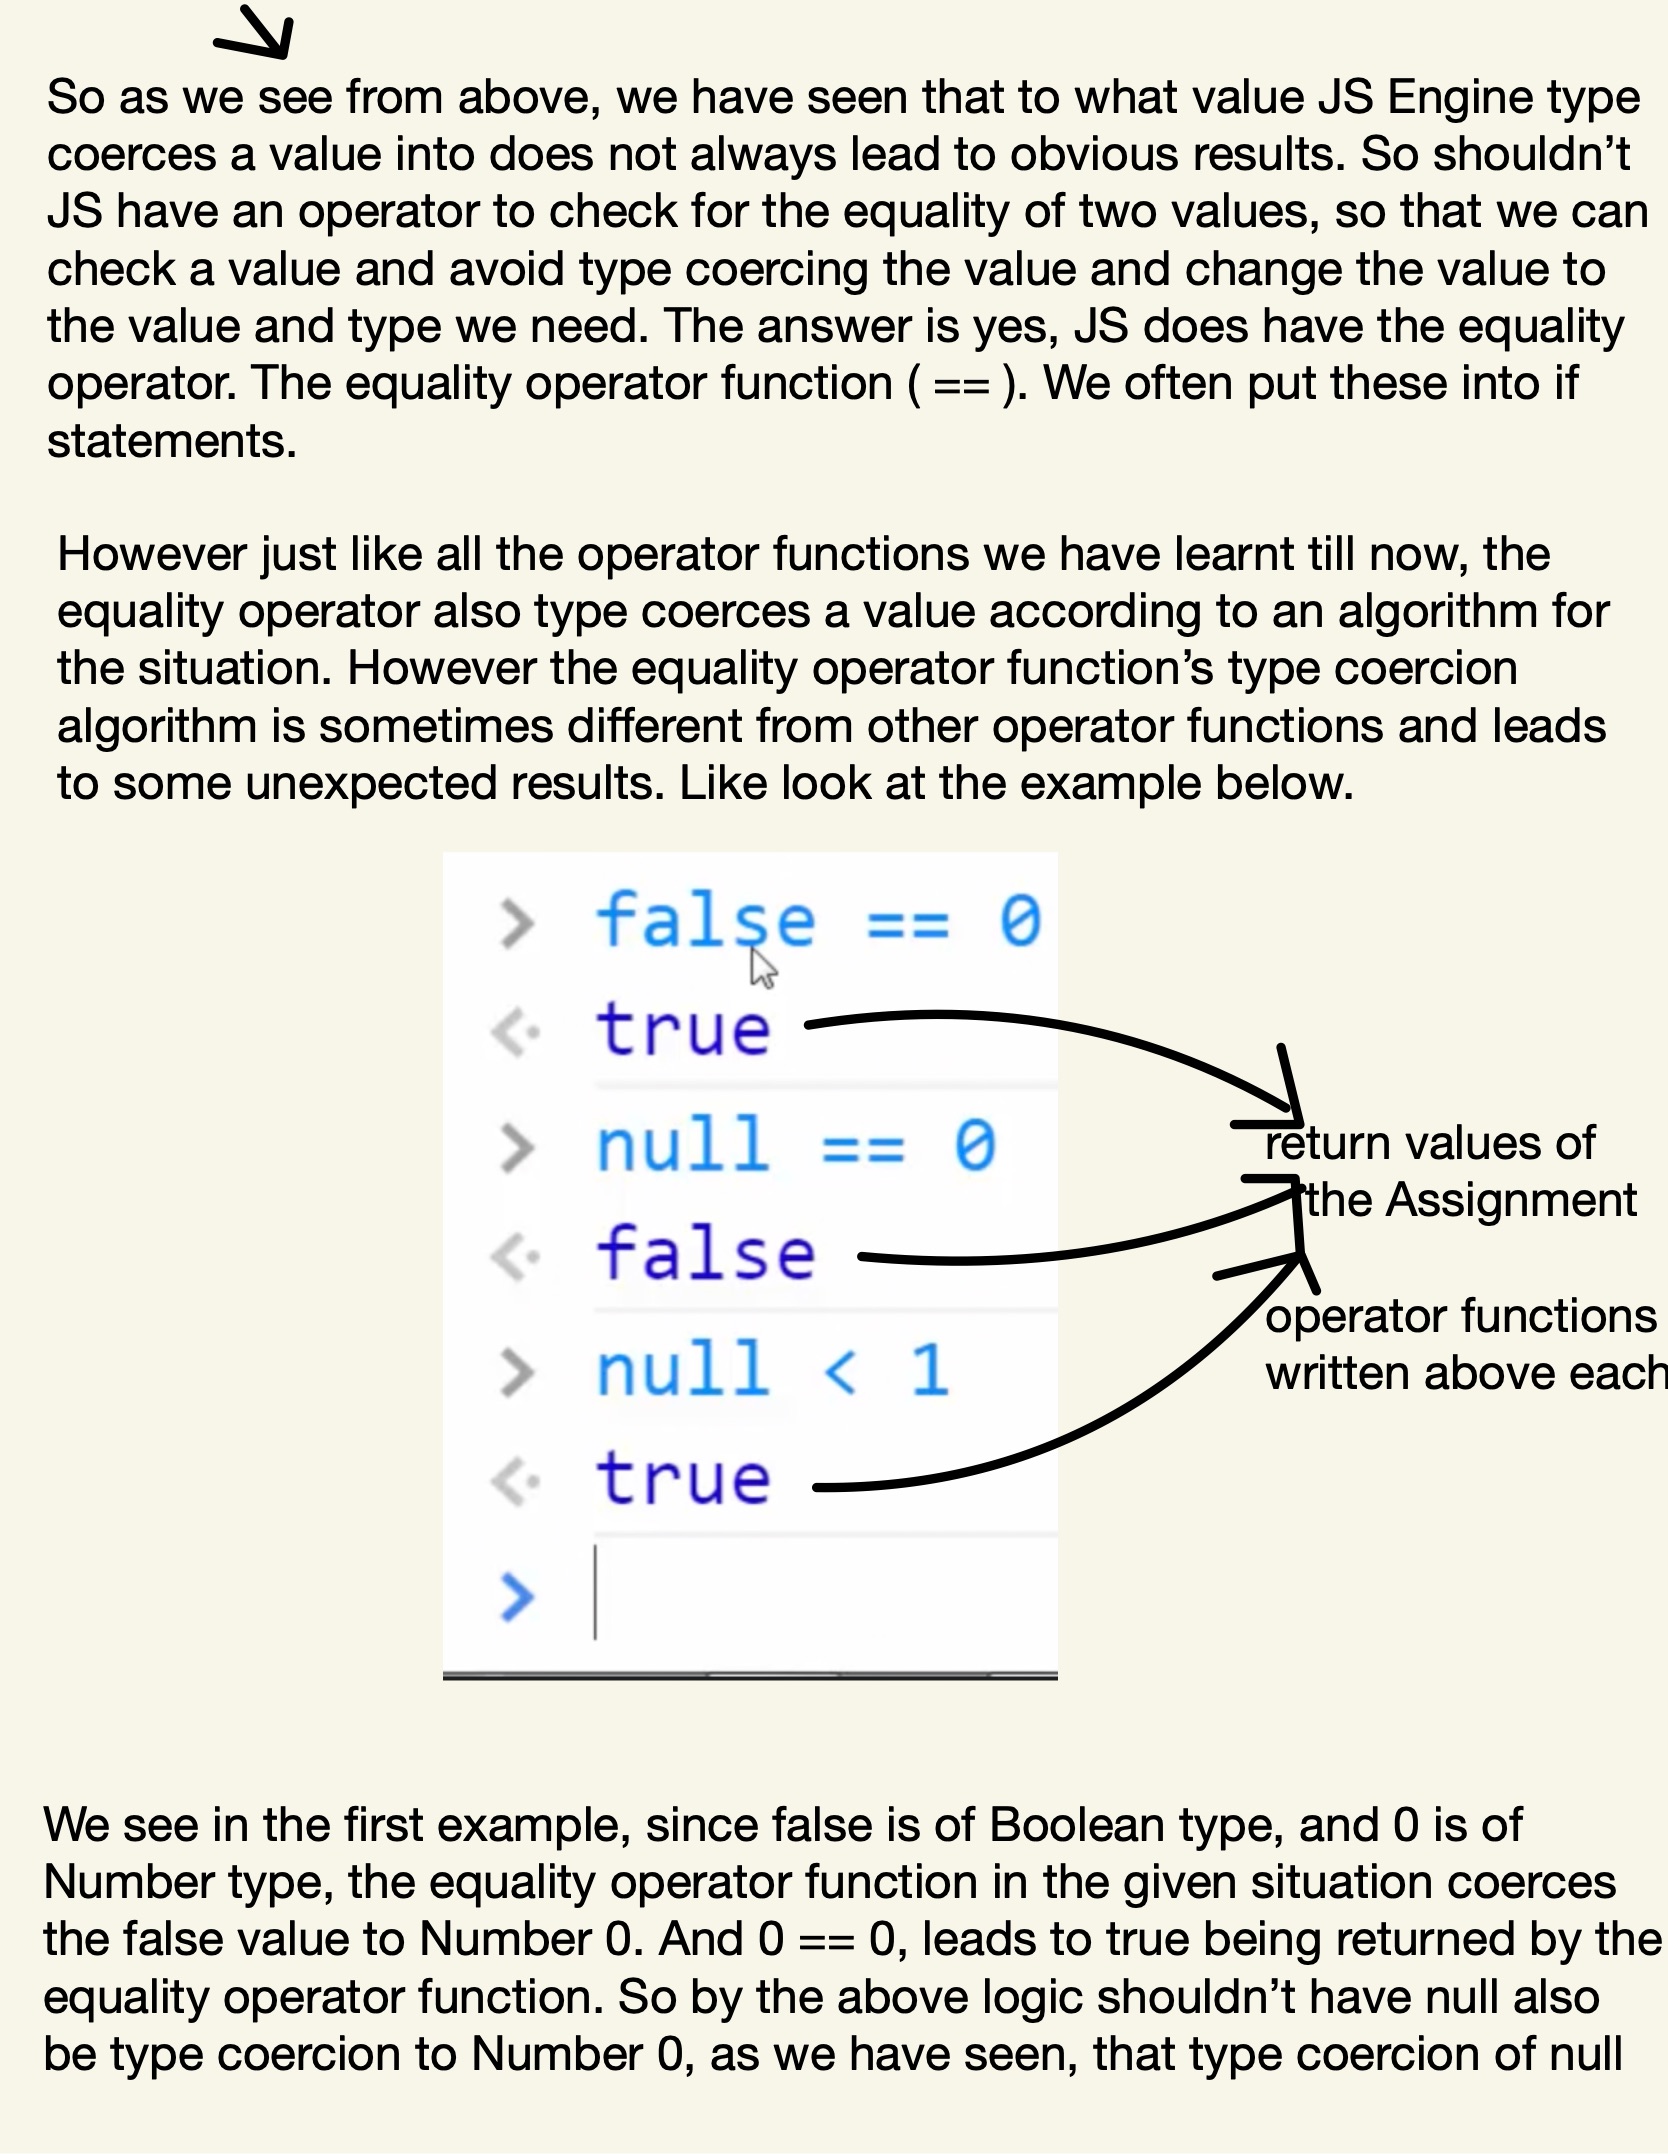 So as we see from above, we have seen that to what value JS Engine type
coerces a value into does not always lead to obvious results. So shouldn’t
JS have an operator to check for the equality of two values, so that we can
check a value and avoid type coercing the value and change the value to
the value and type we need. The answer is yes, JS does have the equality
operator. The equality operator function ( == ). We often put these into if
statements.
However just like all the operator functions we have learnt till now, the
equality operator also type coerces a value according to an algorithm for
the situation. However the equality operator function’s type coercion
algorithm is sometimes different from other operator functions and leads
to some unexpected results. Like look at the example below.
> false == 0
true
> null == 0
false
> null < 1
true
>
return values of
the Assignment
operator functions
written above each
We see in the first example, since false is of Boolean type, and 0 is of
Number type, the equality operator function in the given situation coerces
the false value to Number 0. And 0 == 0, leads to true being returned by the
equality operator function. So by the above logic shouldn’t have null also
be type coercion to Number 0, as we have seen, that type coercion of null